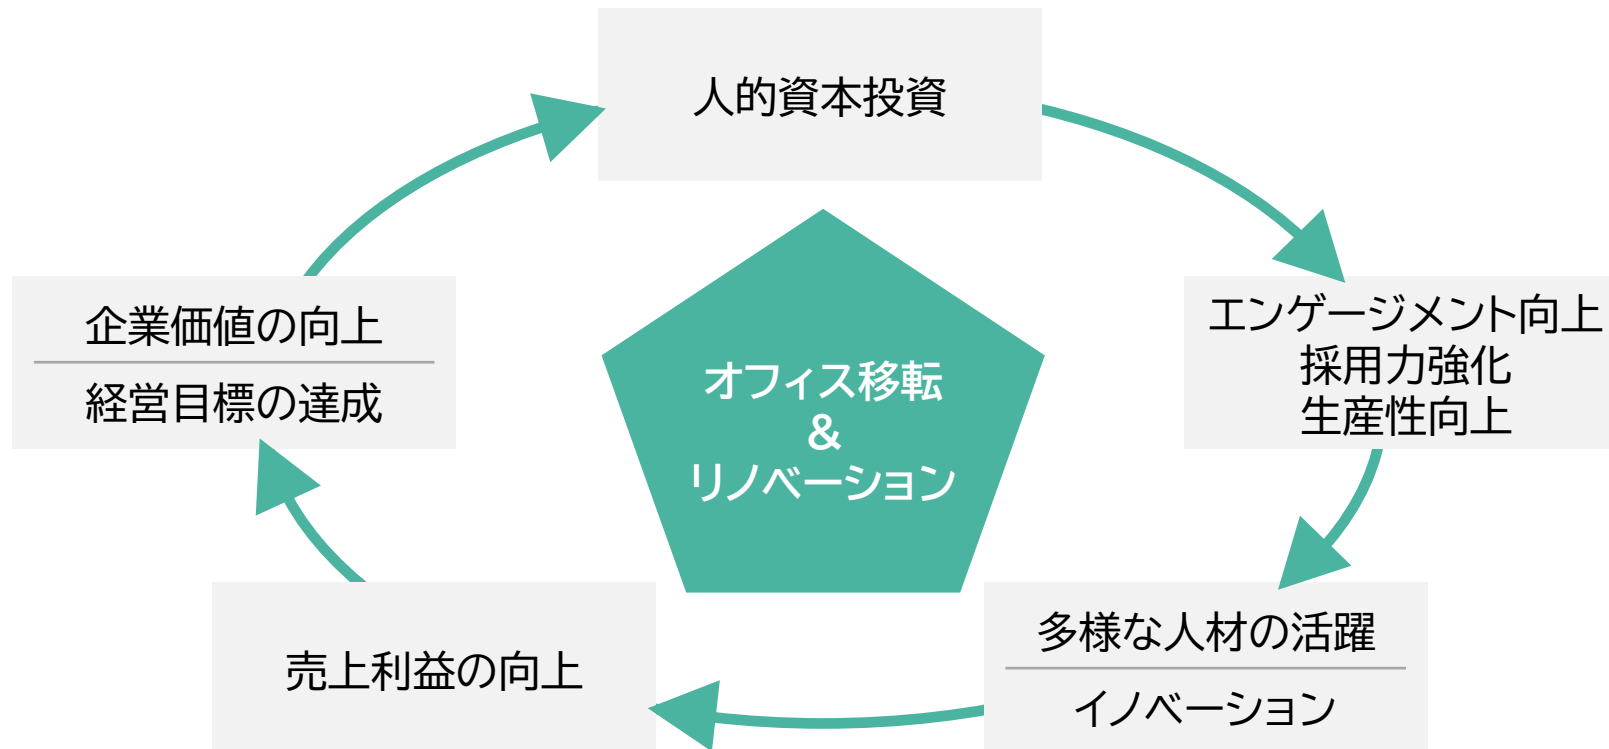 人的資本投資
エンゲージメント向上
採用力強化
生産性向上
多様な人材の活躍
イノベーション
売上利益の向上
企業価値の向上
経営目標の達成
オフィス移転
&
リノベーション